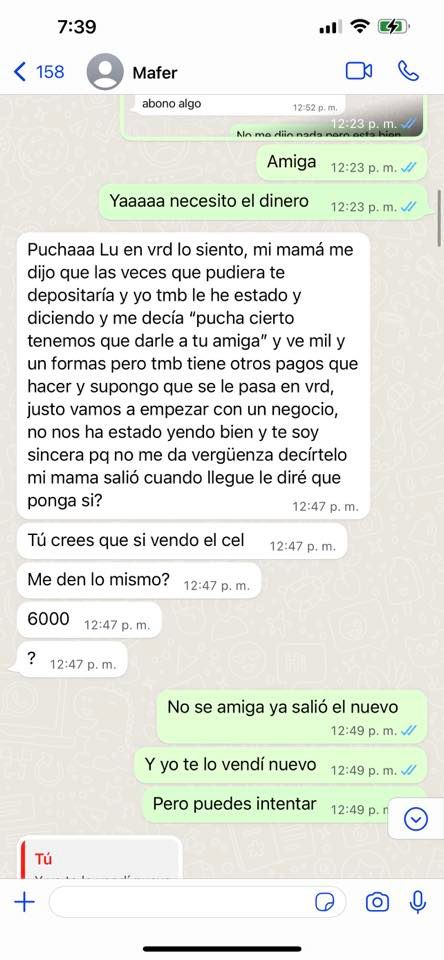 7:39
158
Mafer
abono algo
12:52 p. m.
12:23 p. m.
No me dijo nada pero esta bien
Amiga
12:23 p. m.
Yaaaaa necesito el dinero
12:23 p. m.
Puchaaa Lu en vrd lo siento, mi mamá me
dijo que las veces que pudiera te
depositaría y yo tmb le he estado y
diciendo y me decía “pucha cierto
tenemos que darle a tu amiga” y ve mil y
un formas pero tmb tiene otros pagos que
hacer y supongo que se le pasa en vrd,
justo vamos a empezar con un negocio,
no nos ha estado yendo bien y te soy
sincera pq no me da vergüenza decírtelo
mi mama salió cuando llegue le diré que
ponga si?
12:47 p. m.
Tú crees que si vendo el cel
12:47 p. m.
Me den lo mismo?
12:47 p. m.
6000
12:47 p. m.
?
12:47 p. m.
No se amiga ya salió el nuevo
12:49 p. m.
Y yo te lo vendí nuevo
12:49 p. m.
Pero puedes intentar
12:49 p.
Tú